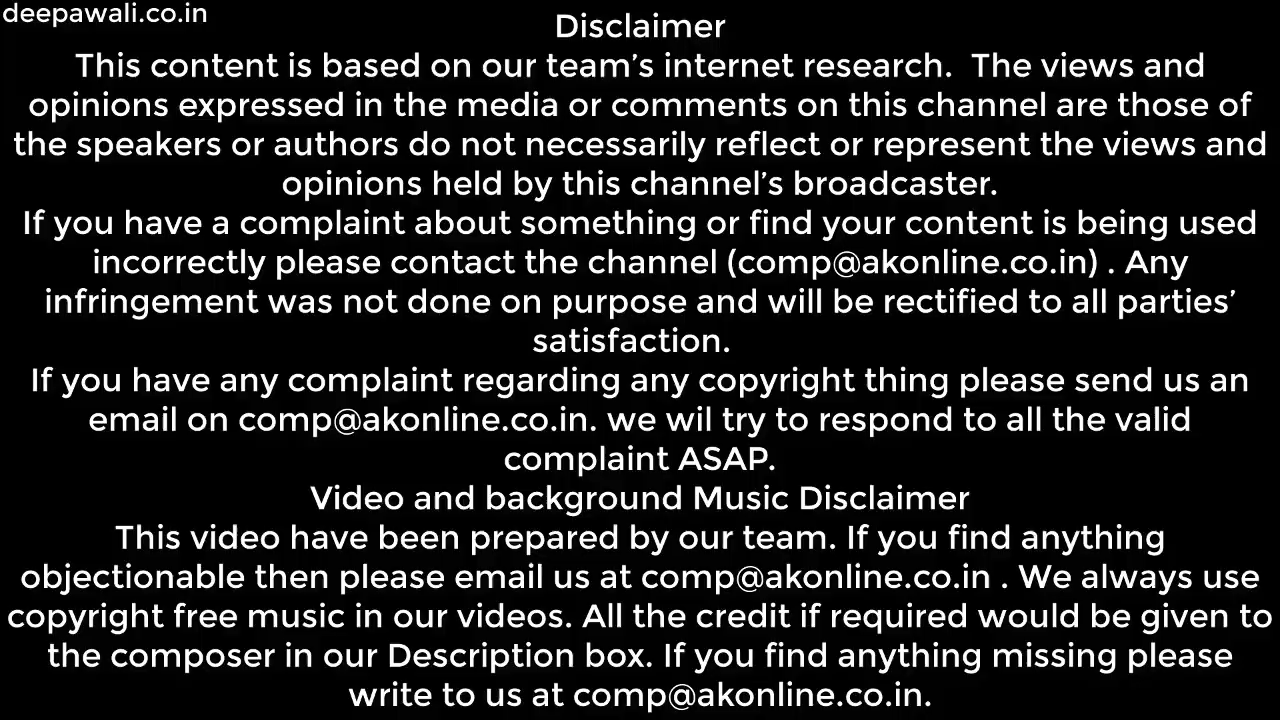 deepawali.co.in
Disclaimer
This content is based on our team’s internet research.  The views and
opinions expressed in the media or comments on this channel are those of
the speakers or authors do not necessarily reflect or represent the views and
opinions held by this channel’s broadcaster.
If you have a complaint about something or find your content is being used
incorrectly please contact the channel (comp@akonline.co.in) . Any
infringement was not done on purpose and will be rectified to all parties’
satisfaction.
If you have any complaint regarding any copyright thing please send us an
email on comp@akonline.co.in. we wil try to respond to all the valid
complaint ASAP.
Video and background Music Disclaimer
This video have been prepared by our team. If you find anything
objectionable then please email us at comp@akonline.co.in . We always use
copyright free music in our videos. All the credit if required would be given to
the composer in our Description box. If you find anything missing please
write to us at comp@akonline.co.in.